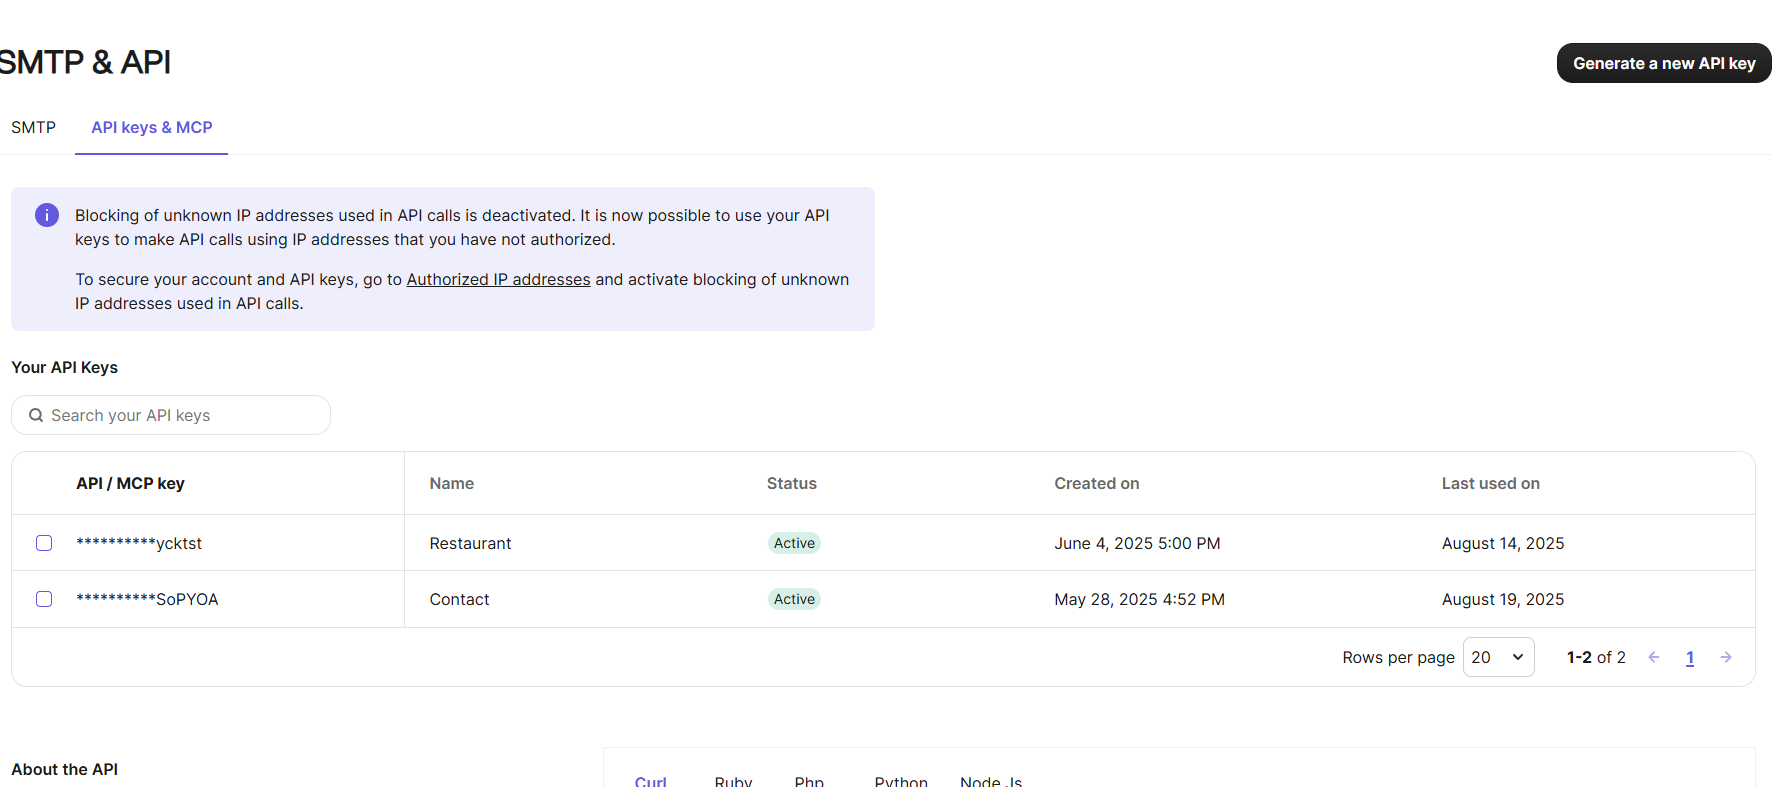 SMTP & API
Generate a new API key
SMTP
API keys & MCP
Blocking of unknown IP addresses used in API calls is deactivated. It is now possible to use your API
keys to make API calls using IP addresses that you have not authorized.
To secure your account and API keys, go to Authorized IP addresses and activate blocking of unknown
IP addresses used in API calls.
Your API Keys
Search your API keys
API / MCP key Name Status Created on Last used on
**********ycktst Restaurant Active June 4, 2025 5:00 PM August 14, 2025
**********SoPYOA Contact Active May 28, 2025 4:52 PM August 19, 2025
Rows per page 20 1-2 of 2 1
About the API
Curl Ruby Php Python Node Js